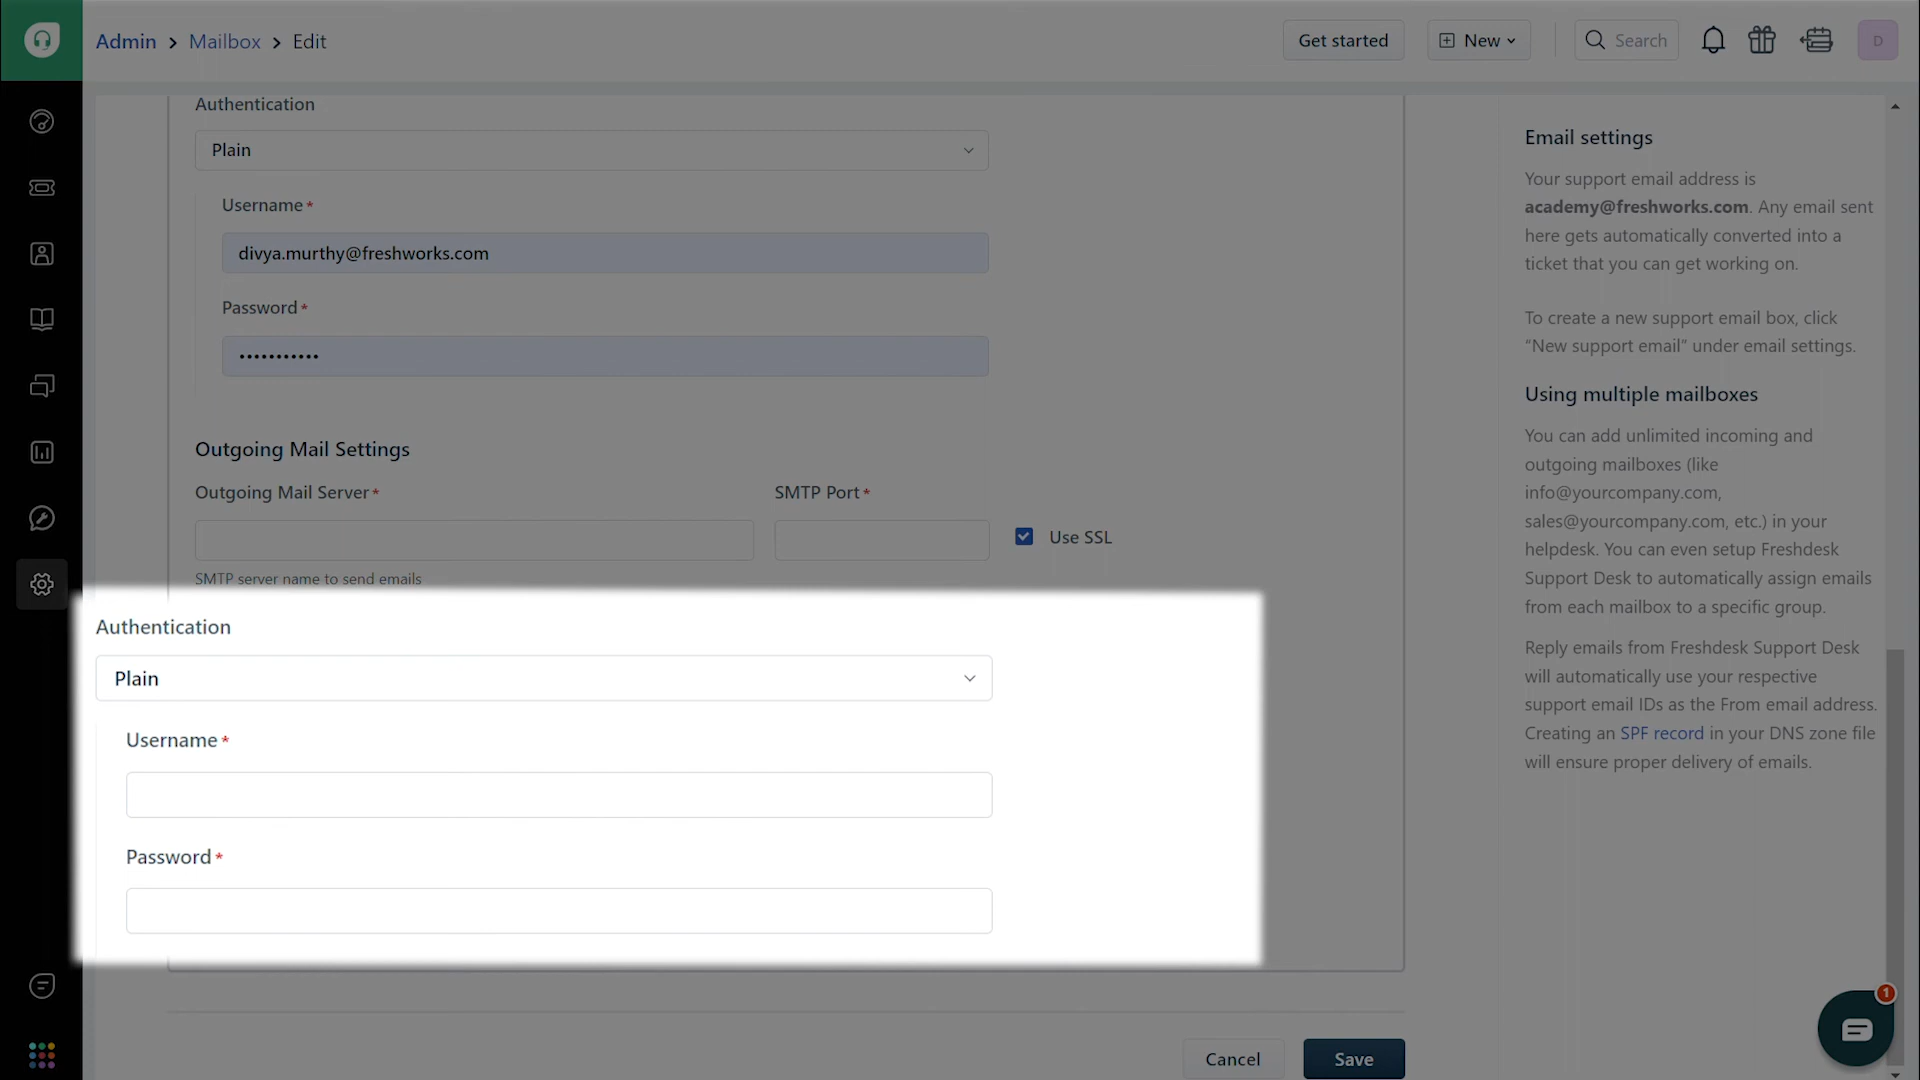 Admin > Mailbox > Edit
Get started
New
Search
D
Authentication
Plain
Username *
divya.murthy@freshworks.com
Password *
•••••••••••
Outgoing Mail Settings
Outgoing Mail Server *
SMTP Port *
Use SSL
SMTP server name to send emails
Authentication
Plain
Username *
Password *
Cancel
Save
Email settings
Your support email address is
academy@freshworks.com. Any email sent
here gets automatically converted into a
ticket that you can get working on.
To create a new support email box, click
“New support email” under email settings.
Using multiple mailboxes
You can add unlimited incoming and
outgoing mailboxes (like
info@yourcompany.com,
sales@yourcompany.com, etc.) in your
helpdesk. You can even setup Freshdesk
Support Desk to automatically assign emails
from each mailbox to a specific group.
Reply emails from Freshdesk Support Desk
will automatically use your respective
support email IDs as the From email address.
Creating an SPF record in your DNS zone file
will ensure proper delivery of emails.
1